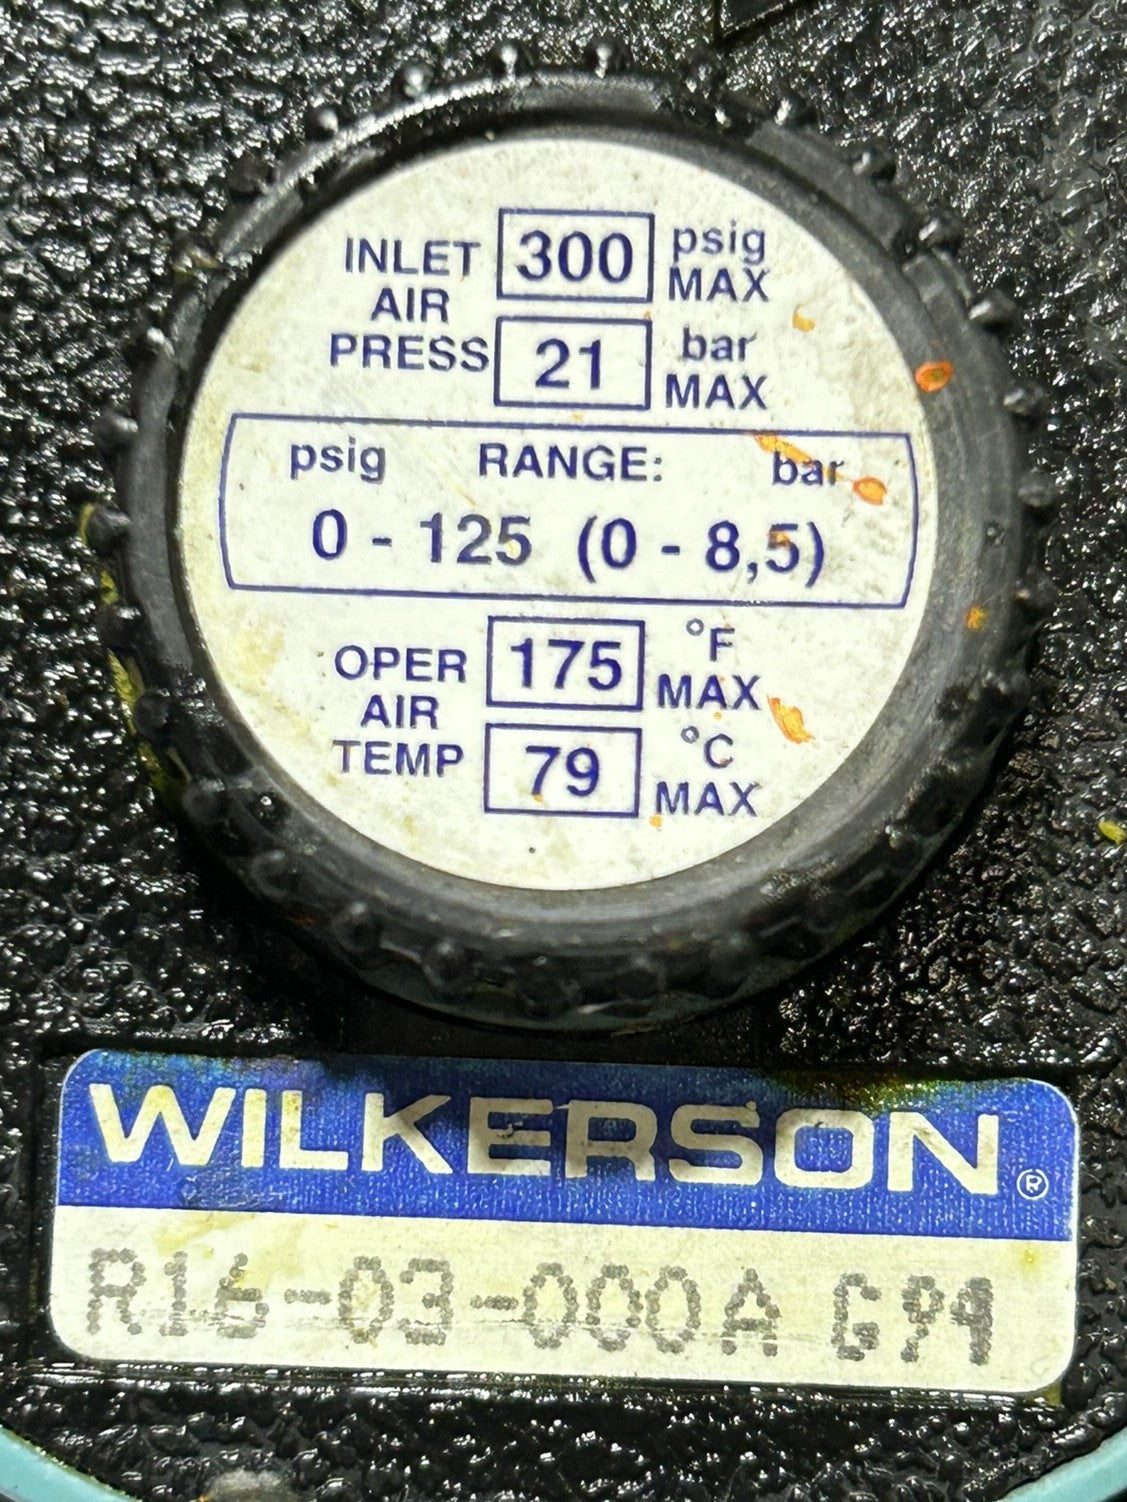 INLET 300 psig
AIR MAX
PRESS 21 bar
MAX
psig RANGE: bar
0 - 125 (0 - 8,5)
OPER 175 °F
AIR MAX
TEMP 79 °C
MAX
WILKERSON®
R16-03-000A